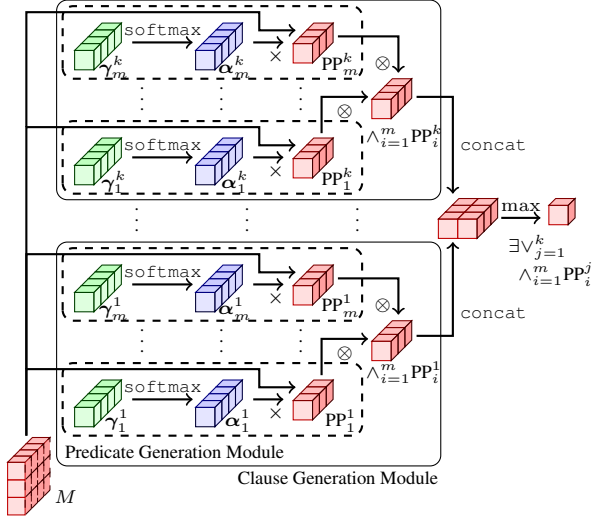 softmax
γ_m^k α_m^k × PP_m^k ⊗
. . .
. . .
. . .
softmax ⊗ ∧_{i=1}^m PP_i^k
γ_1^k α_1^k × PP_1^k
concat
. . .
. . .
. . .
max
∃∨_{j=1}^k
∧_{i=1}^m PP_i^j
softmax
γ_m^1 α_m^1 × PP_m^1 ⊗
concat
. . .
. . .
. . .
softmax ⊗ ∧_{i=1}^m PP_i^1
γ_1^1 α_1^1 × PP_1^1
Predicate Generation Module
Clause Generation Module
M